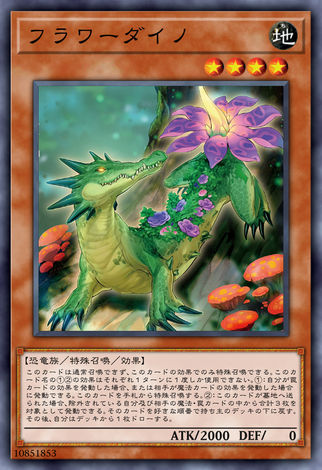 フラワーダイノ
地
ち
【恐竜族／特殊召喚／効果】
このカードは通常召喚できず、このカードの効果でのみ特殊召喚できる。このカ
ード名の①②の効果はそれぞれ１ターンに１度しか使用できない。①：自分が罠
カードの効果を発動した場合、または相手が魔法カードの効果を発動した場合
に発動できる。このカードを手札から特殊召喚する。②：このカードが墓地へ送
られた場合、除外されている自分及び相手の魔法・罠カードの中から合計３枚を
対象として発動できる。そのカードを好きな順番で持ち主のデッキの下に戻す。
その後、自分はデッキから１枚ドローする。
ATK/2000 DEF/ 0
10851853